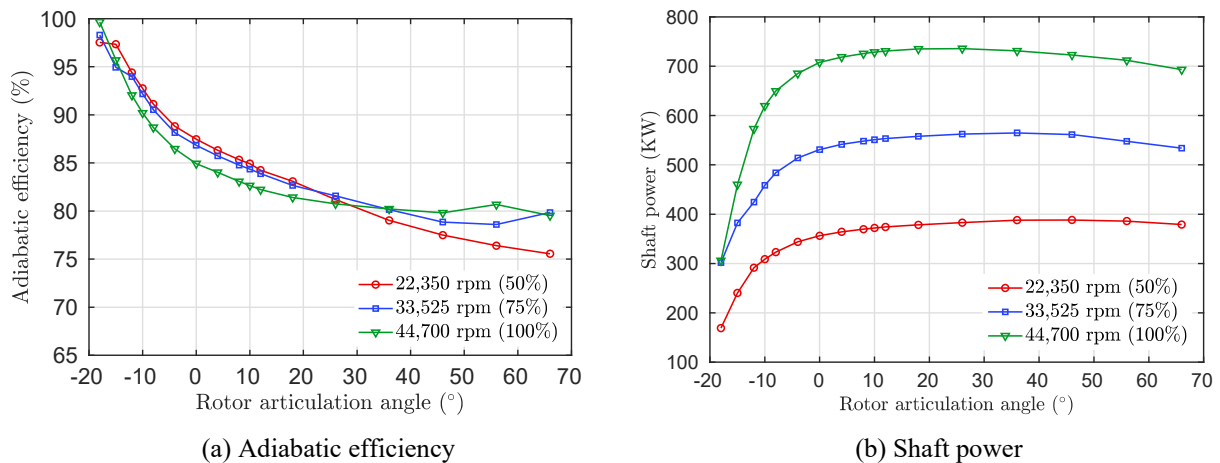 100
95
90
85
80
75
70
65
Adiabatic efficiency (%)
22,350 rpm (50%)
33,525 rpm (75%)
44,700 rpm (100%)
-20 -10 0 10 20 30 40 50 60 70
Rotor articulation angle (°)
(a) Adiabatic efficiency
800
700
600
500
400
300
200
100
Shaft power (KW)
22,350 rpm (50%)
33,525 rpm (75%)
44,700 rpm (100%)
-20 -10 0 10 20 30 40 50 60 70
Rotor articulation angle (°)
(b) Shaft power